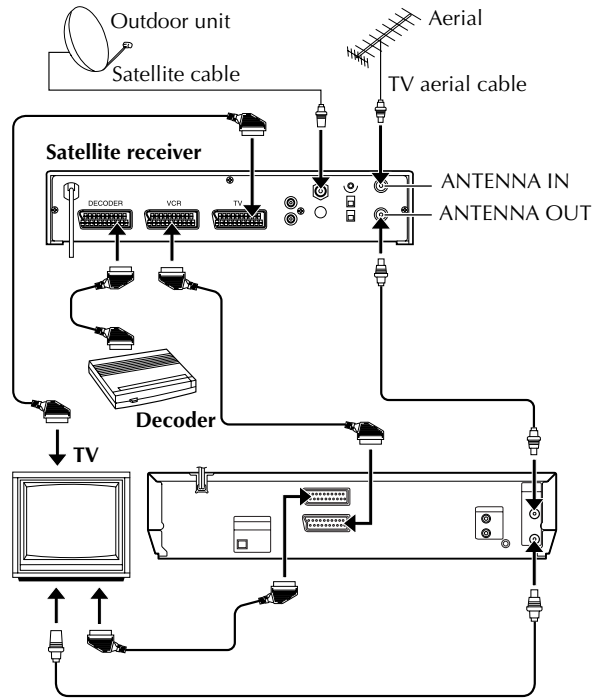 Outdoor unit
Aerial
Satellite cable
TV aerial cable
Satellite receiver
ANTENNA IN
DECODER
VCR
TV
ANTENNA OUT
Decoder
TV